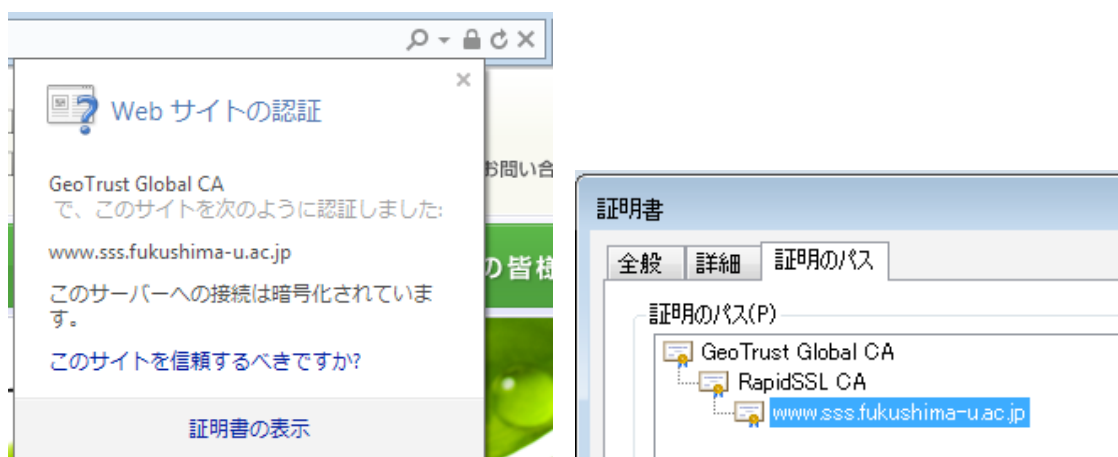 Web サイトの認証
GeoTrust Global CA
で、このサイトを次のように認証しました:
www.sss.fukushima-u.ac.jp
このサーバーへの接続は暗号化されていま
す。
このサイトを信頼するべきですか?
証明書の表示
お問い合
の皆様
証明書
全般
詳細
証明のパス
証明のパス(P)
GeoTrust Global CA
RapidSSL CA
www.sss.fukushima-u.ac.jp